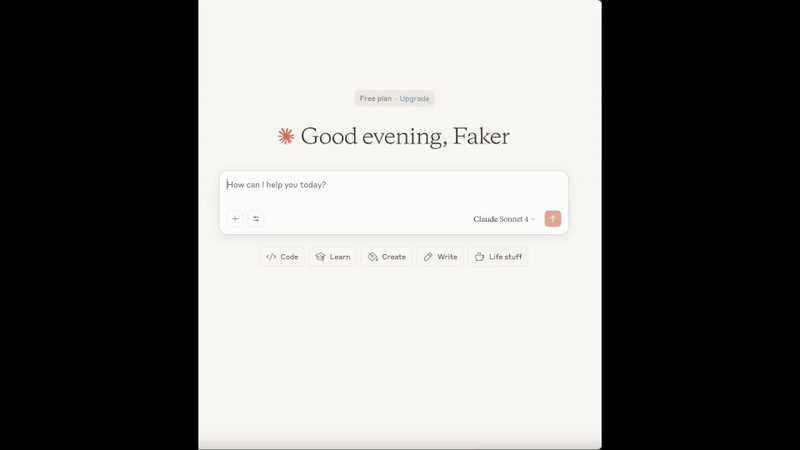 Free plan · Upgrade
Good evening, Faker
How can I help you today?
Claude Sonnet 4
Code Learn Create Write Life stuff